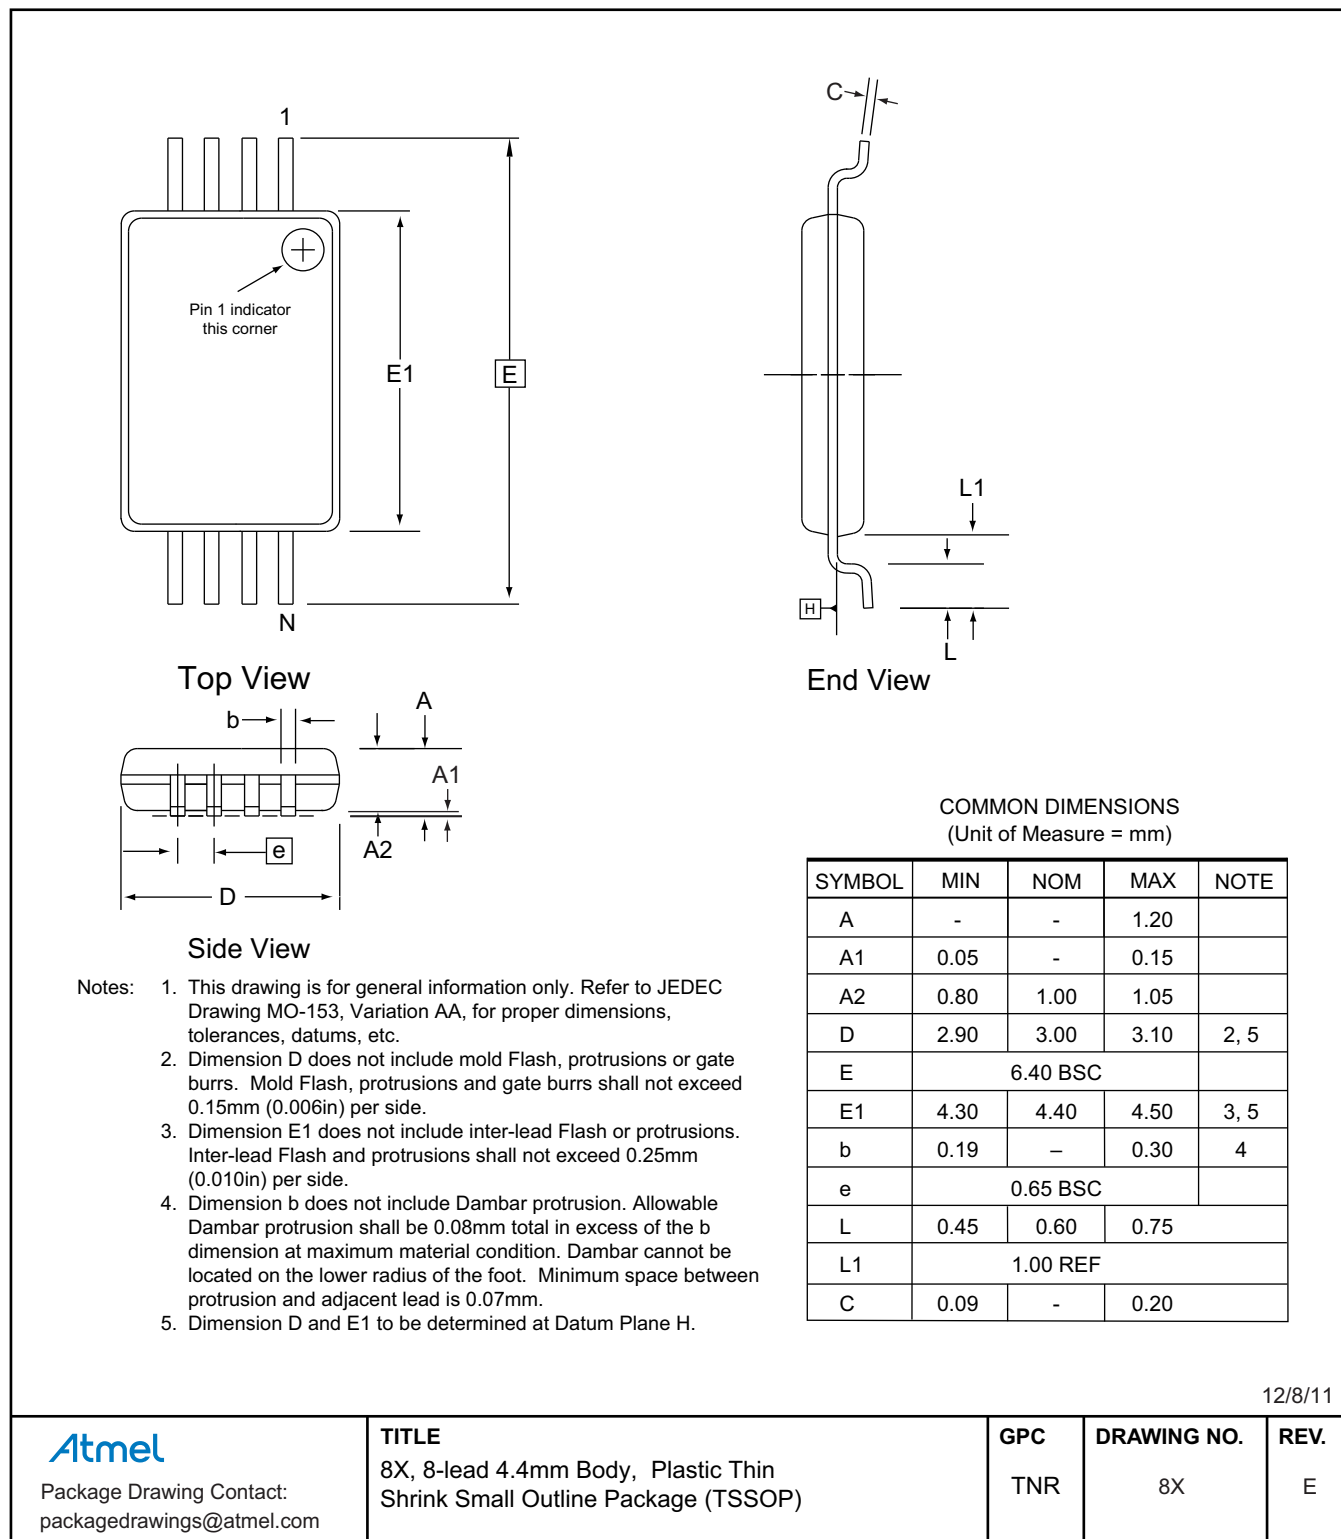 1
C
Pin 1 indicator
this corner
E1
E
L1
H
N
L
Top View
End View
b
A
A1
e
A2
D
Side View
COMMON DIMENSIONS
(Unit of Measure = mm)
SYMBOL MIN NOM MAX NOTE
A - - 1.20
A1 0.05 - 0.15
A2 0.80 1.00 1.05
D 2.90 3.00 3.10 2, 5
E 6.40 BSC
E1 4.30 4.40 4.50 3, 5
b 0.19 – 0.30 4
e 0.65 BSC
L 0.45 0.60 0.75
L1 1.00 REF
C 0.09 - 0.20
Notes: 1. This drawing is for general information only. Refer to JEDEC
Drawing MO-153, Variation AA, for proper dimensions,
tolerances, datums, etc.
2. Dimension D does not include mold Flash, protrusions or gate
burrs. Mold Flash, protrusions and gate burrs shall not exceed
0.15mm (0.006in) per side.
3. Dimension E1 does not include inter-lead Flash or protrusions.
Inter-lead Flash and protrusions shall not exceed 0.25mm
(0.010in) per side.
4. Dimension b does not include Dambar protrusion. Allowable
Dambar protrusion shall be 0.08mm total in excess of the b
dimension at maximum material condition. Dambar cannot be
located on the lower radius of the foot. Minimum space between
protrusion and adjacent lead is 0.07mm.
5. Dimension D and E1 to be determined at Datum Plane H.
12/8/11
Atmel
Package Drawing Contact:
packagedrawings@atmel.com
TITLE
8X, 8-lead 4.4mm Body, Plastic Thin
Shrink Small Outline Package (TSSOP)
GPC
TNR
DRAWING NO.
8X
REV.
E